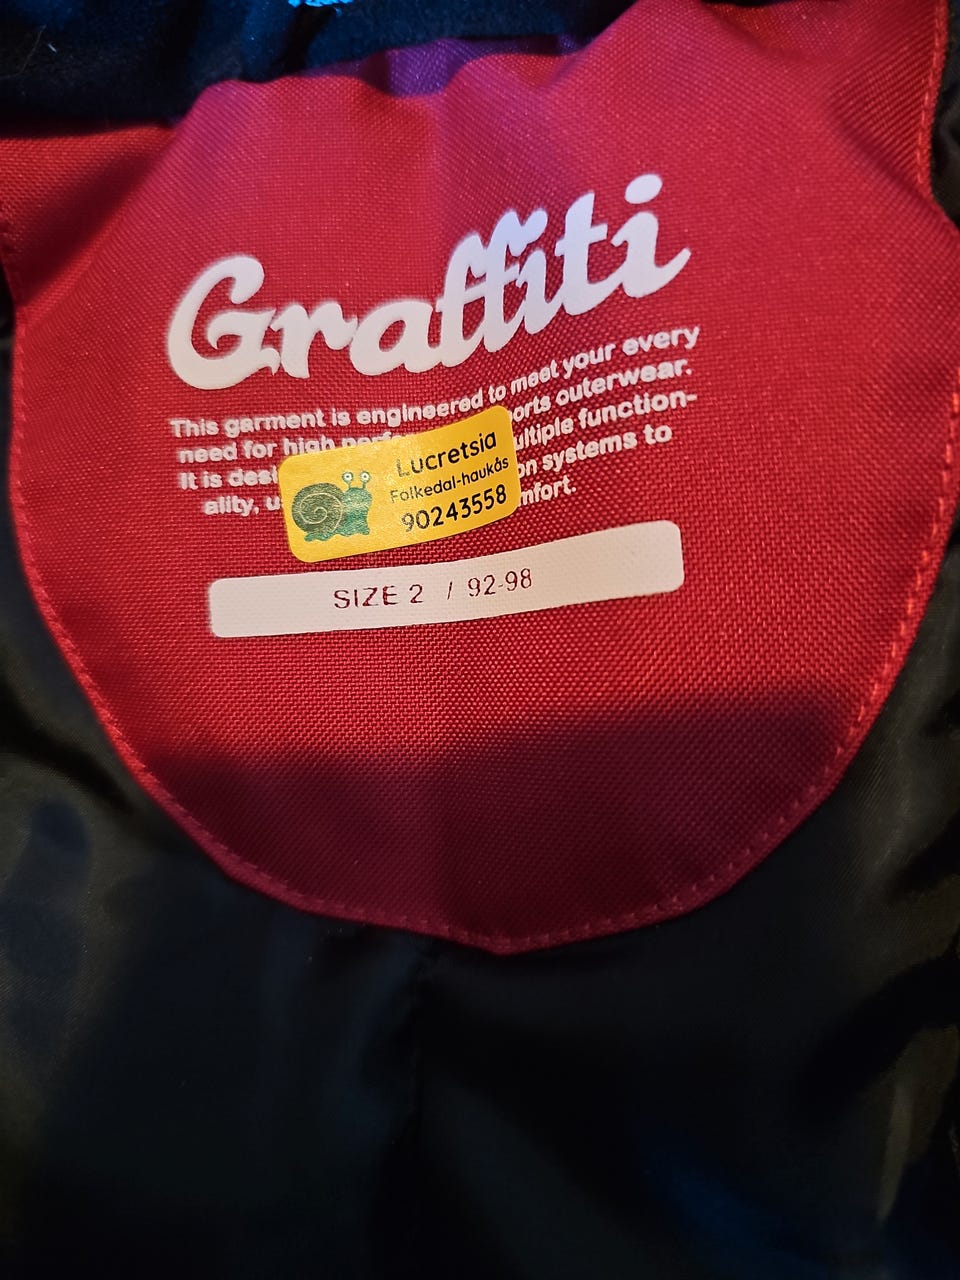 Graffiti
This garment is engineered to meet your every
need for high outerwear.
It is function-
ality, systems to
Lucretsia
Folkedal-haukås
90243558
SIZE 2 / 92-98